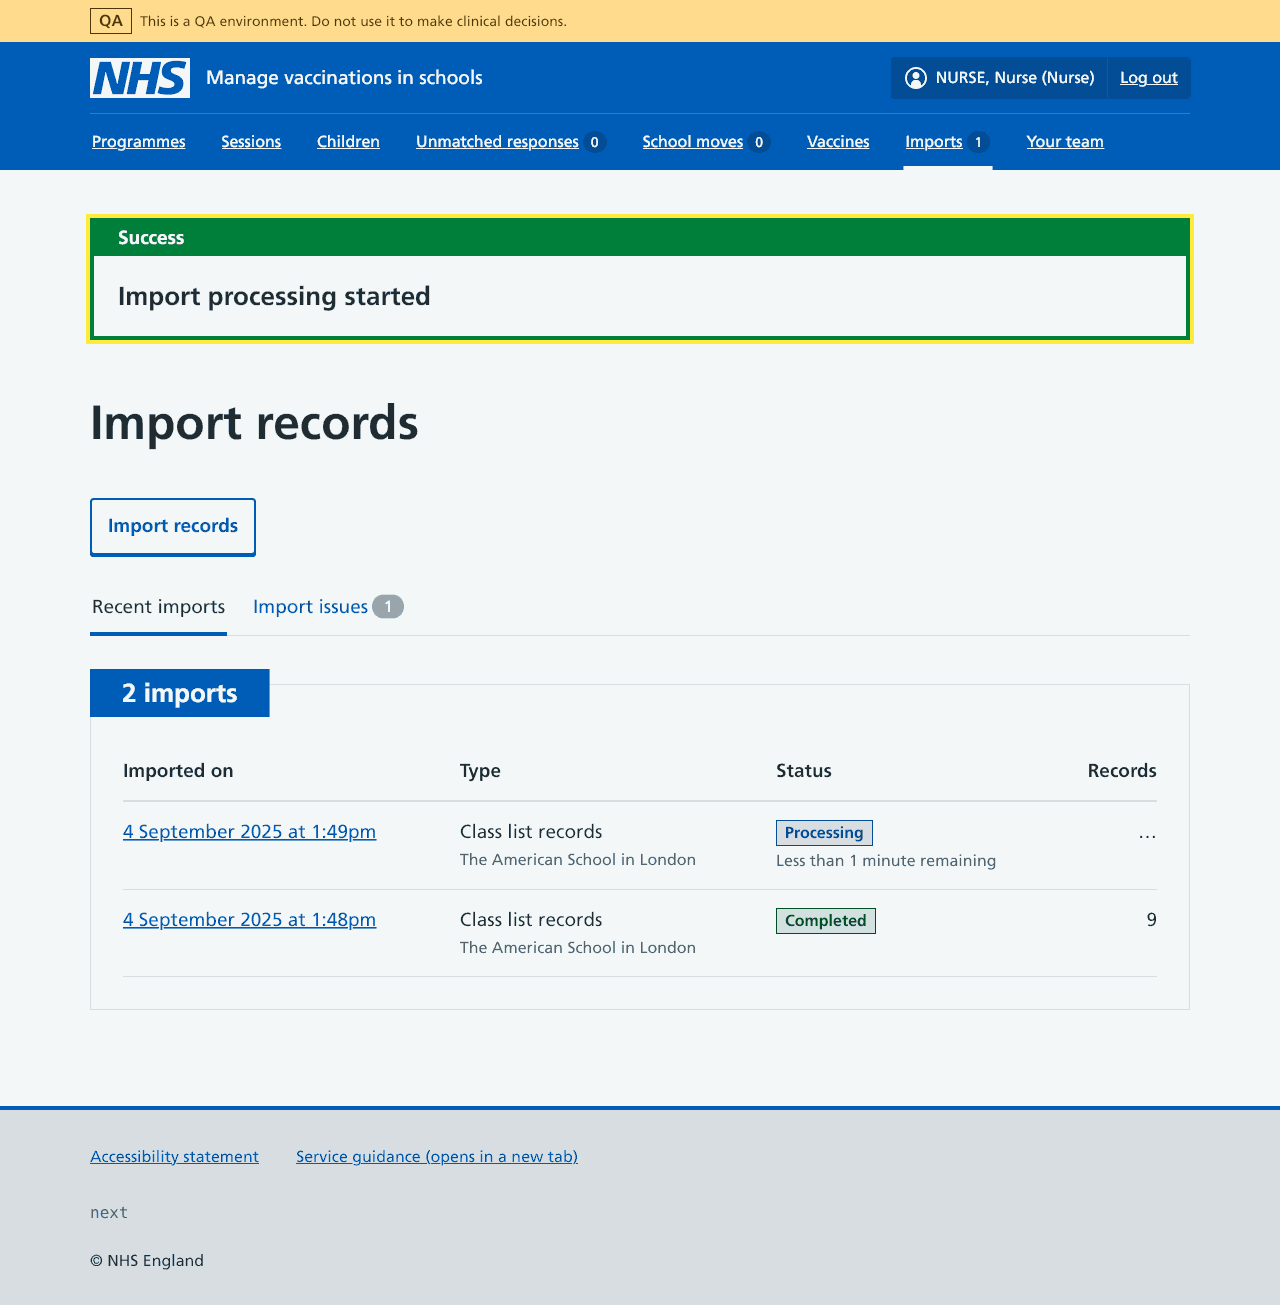 QA This is a QA environment. Do not use it to make clinical decisions.
NHS Manage vaccinations in schools NURSE, Nurse (Nurse) Log out
Programmes Sessions Children Unmatched responses 0 School moves 0 Vaccines Imports 1 Your team
Success
Import processing started
Import records
Import records
Recent imports Import issues 1
2 imports
Imported on Type Status Records
4 September 2025 at 1:49pm Class list records Processing ...
The American School in London Less than 1 minute remaining
4 September 2025 at 1:48pm Class list records Completed 9
The American School in London
Accessibility statement Service guidance (opens in a new tab)
next
© NHS England